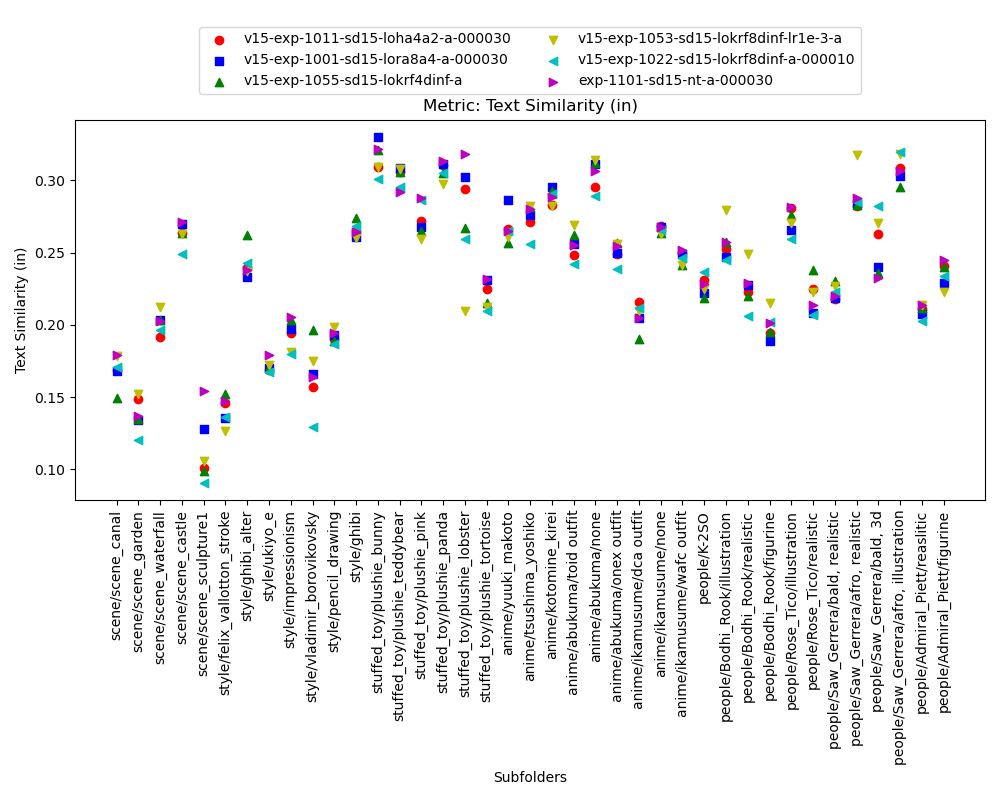 v15-exp-1011-sd15-loha4a2-a-000030
v15-exp-1001-sd15-lora8a4-a-000030
v15-exp-1055-sd15-lokrf4dinf-a
v15-exp-1053-sd15-lokrf8dinf-lr1e-3-a
v15-exp-1022-sd15-lokrf8dinf-a-000010
exp-1101-sd15-nt-a-000030
Metric: Text Similarity (in)
Text Similarity (in)
0.30
0.25
0.20
0.15
0.10
scene/scene_canal
scene/scene_garden
scene/scene_waterfall
scene/scene_castle
scene/scene_sculpture1
style/felix_vallotton_stroke
style/ghibi_alter
style/ukiyo_e
style/impressionism
style/vladimir_borovikovsky
style/pencil_drawing
style/ghibi
stuffed_toy/plushie_bunny
stuffed_toy/plushie_teddybear
stuffed_toy/plushie_pink
stuffed_toy/plushie_panda
stuffed_toy/plushie_lobster
stuffed_toy/plushie_tortoise
anime/yuuki_makoto
anime/tsushima_yoshiko
anime/kotomine_kirei
anime/abukuma/toid outfit
anime/abukuma/none
anime/abukuma/onex outfit
anime/ikamusume/dca outfit
anime/ikamusume/none
anime/ikamusume/wafc outfit
people/K-2SO
people/Bodhi_Rook/illustration
people/Bodhi_Rook/realistic
people/Bodhi_Rook/figurine
people/Rose_Tico/illustration
people/Rose_Tico/realistic
people/Saw_Gerrera/bald, realistic
people/Saw_Gerrera/afro, realistic
people/Saw_Gerrera/bald, 3d
people/Saw_Gerrera/afro, illustration
people/Admiral_Piett/reaslitic
people/Admiral_Piett/figurine
Subfolders